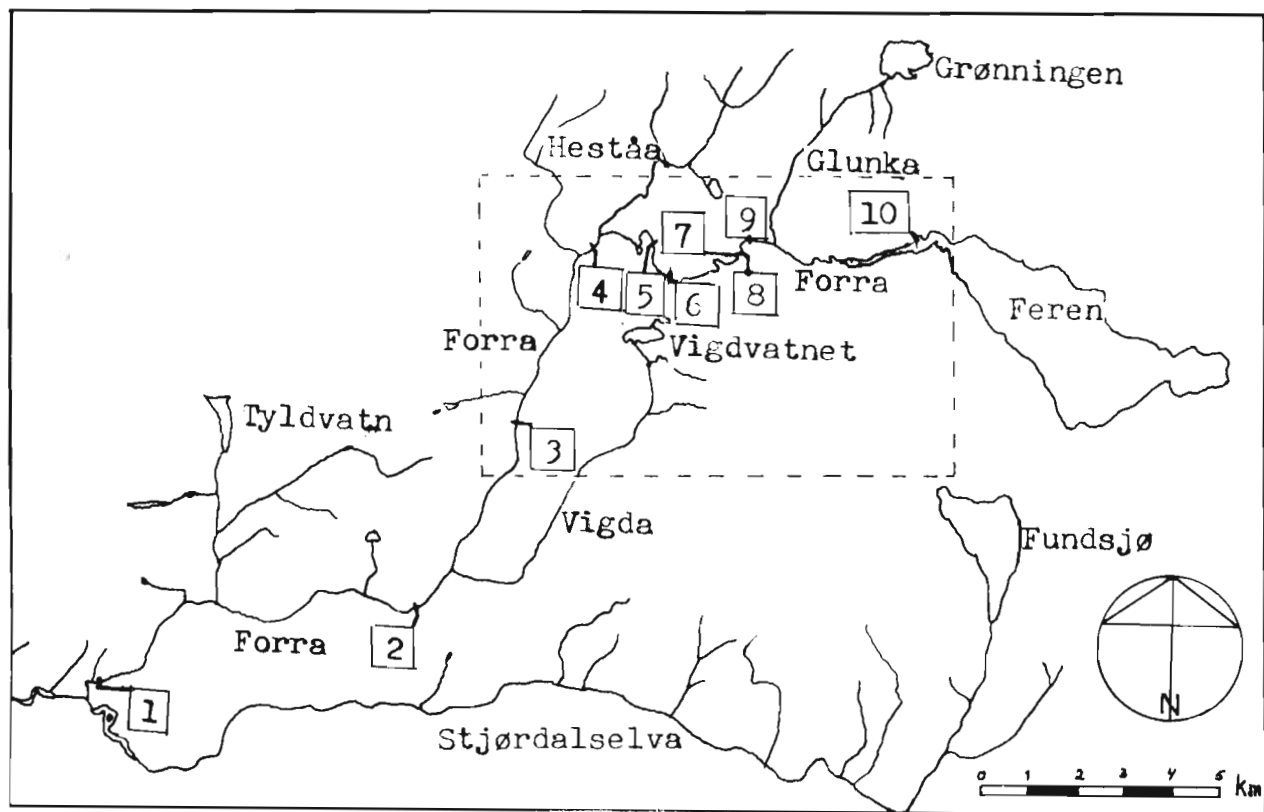 Grønningen
Heståa
Glunka
9
10
7
4
5
6
8
Forra
Feren
Forra
Vigdvatnet
Tyldvatn
3
Vigda
Fundsjø
Forra
2
1
Stjørdalselva
N
0 1 2 3 4 5 km